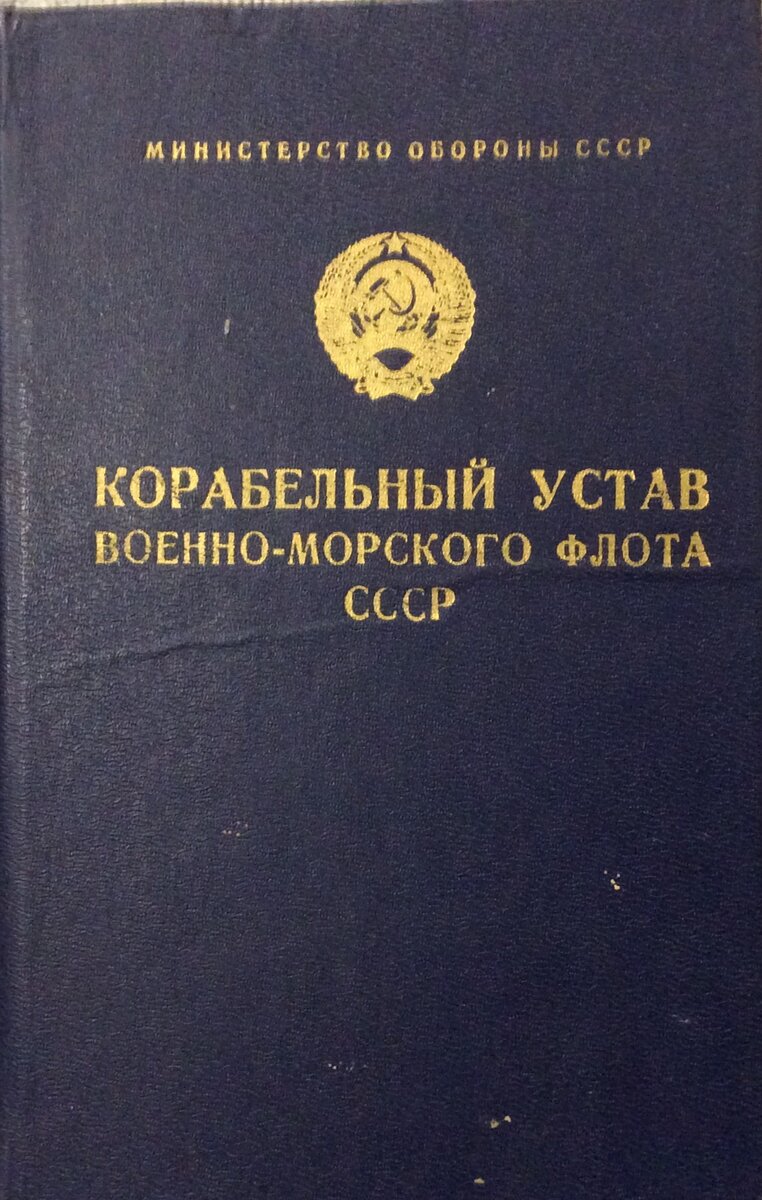 МИНИСТЕРСТВО ОБОРОНЫ СССР
КОРАБЕЛЬНЫЙ УСТАВ
ВОЕННО-МОРСКОГО ФЛОТА
СССР